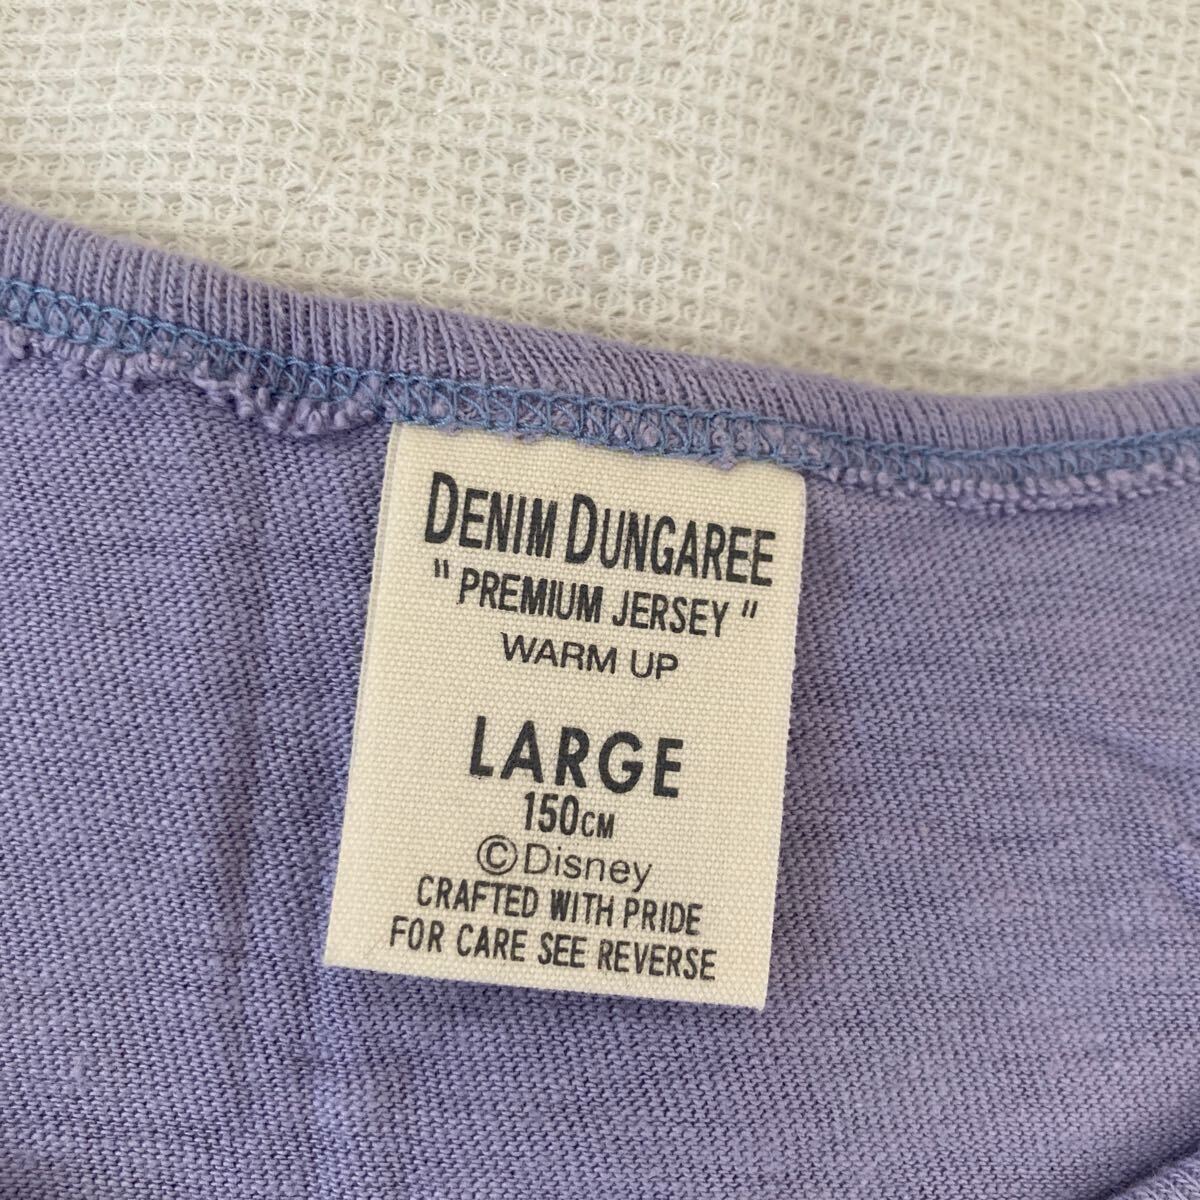 DENIM DUNGAREE
" PREMIUM JERSEY "
WARM UP
LARGE
150CM
©Disney
CRAFTED WITH PRIDE
FOR CARE SEE REVERSE